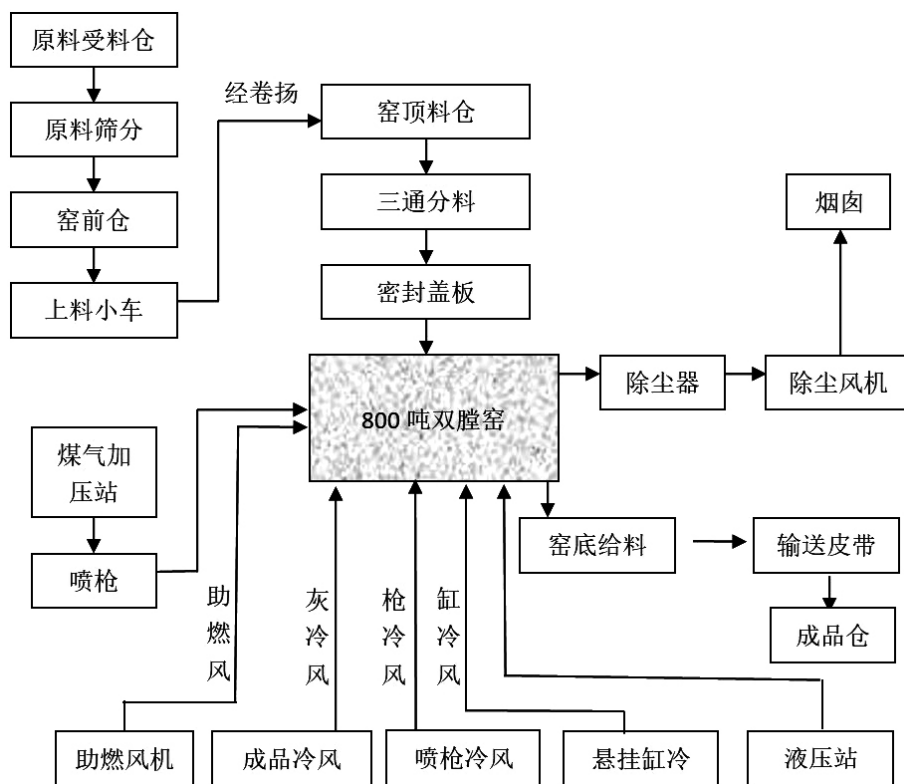 原料受料仓
原料筛分
窑前仓
上料小车
经卷扬
窑顶料仓
三通分料
密封盖板
800 吨双膛窑
除尘器
除尘风机
烟囱
煤气加
压站
喷枪
窑底给料
输送皮带
成品仓
助燃风
灰冷风
枪冷风
缸冷风
助燃风机
成品冷风
喷枪冷风
悬挂缸冷
液压站